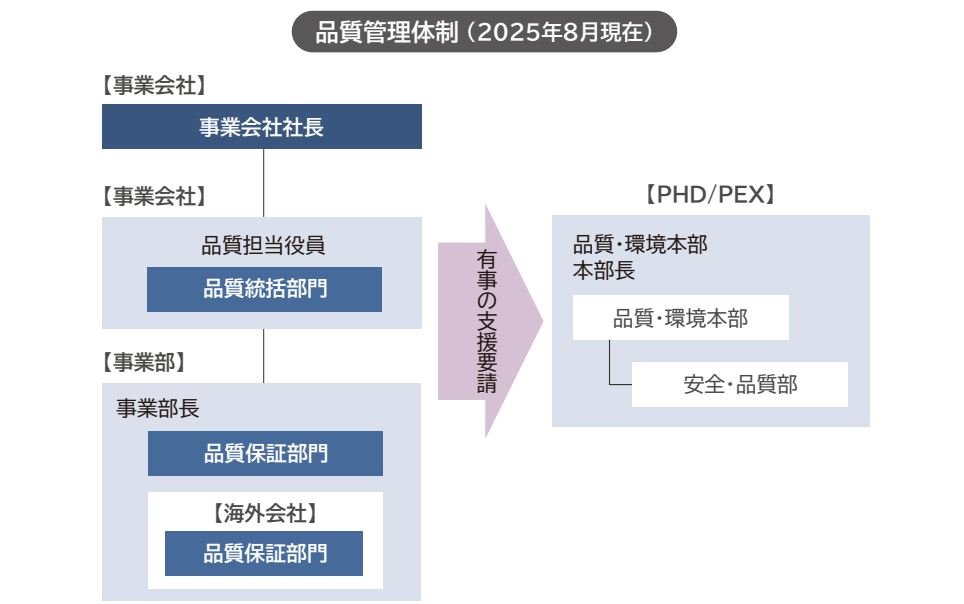 品質管理体制（2025年8月現在）
【事業会社】
事業会社社長
【事業会社】
品質担当役員
品質統括部門
【事業部】
事業部長
品質保証部門
【海外会社】
品質保証部門
有事の支援要請
【PHD/PEX】
品質・環境本部
本部長
品質・環境本部
安全・品質部